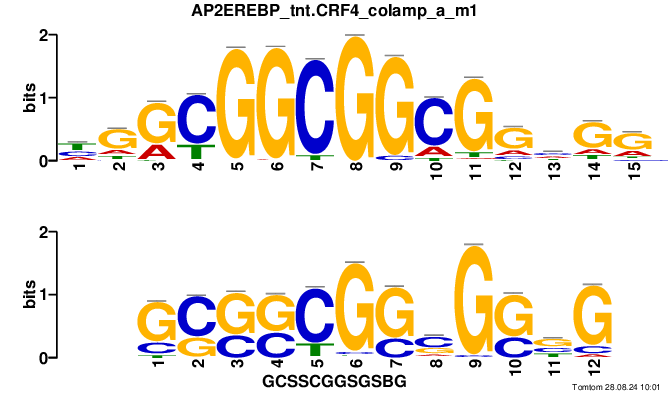 AP2EREBP_tnt.CRF4_colamp_a_m1
2
1
0
bits
1 2 3 4 5 6 7 8 9 10 11 12 13 14 15
TGGCGGCGGCGGGG
2
1
0
bits
1 2 3 4 5 6 7 8 9 10 11 12
GCGGCGGCGGGG
GCSSCGGSGSBG
Tomtom 28.08.24 10:01